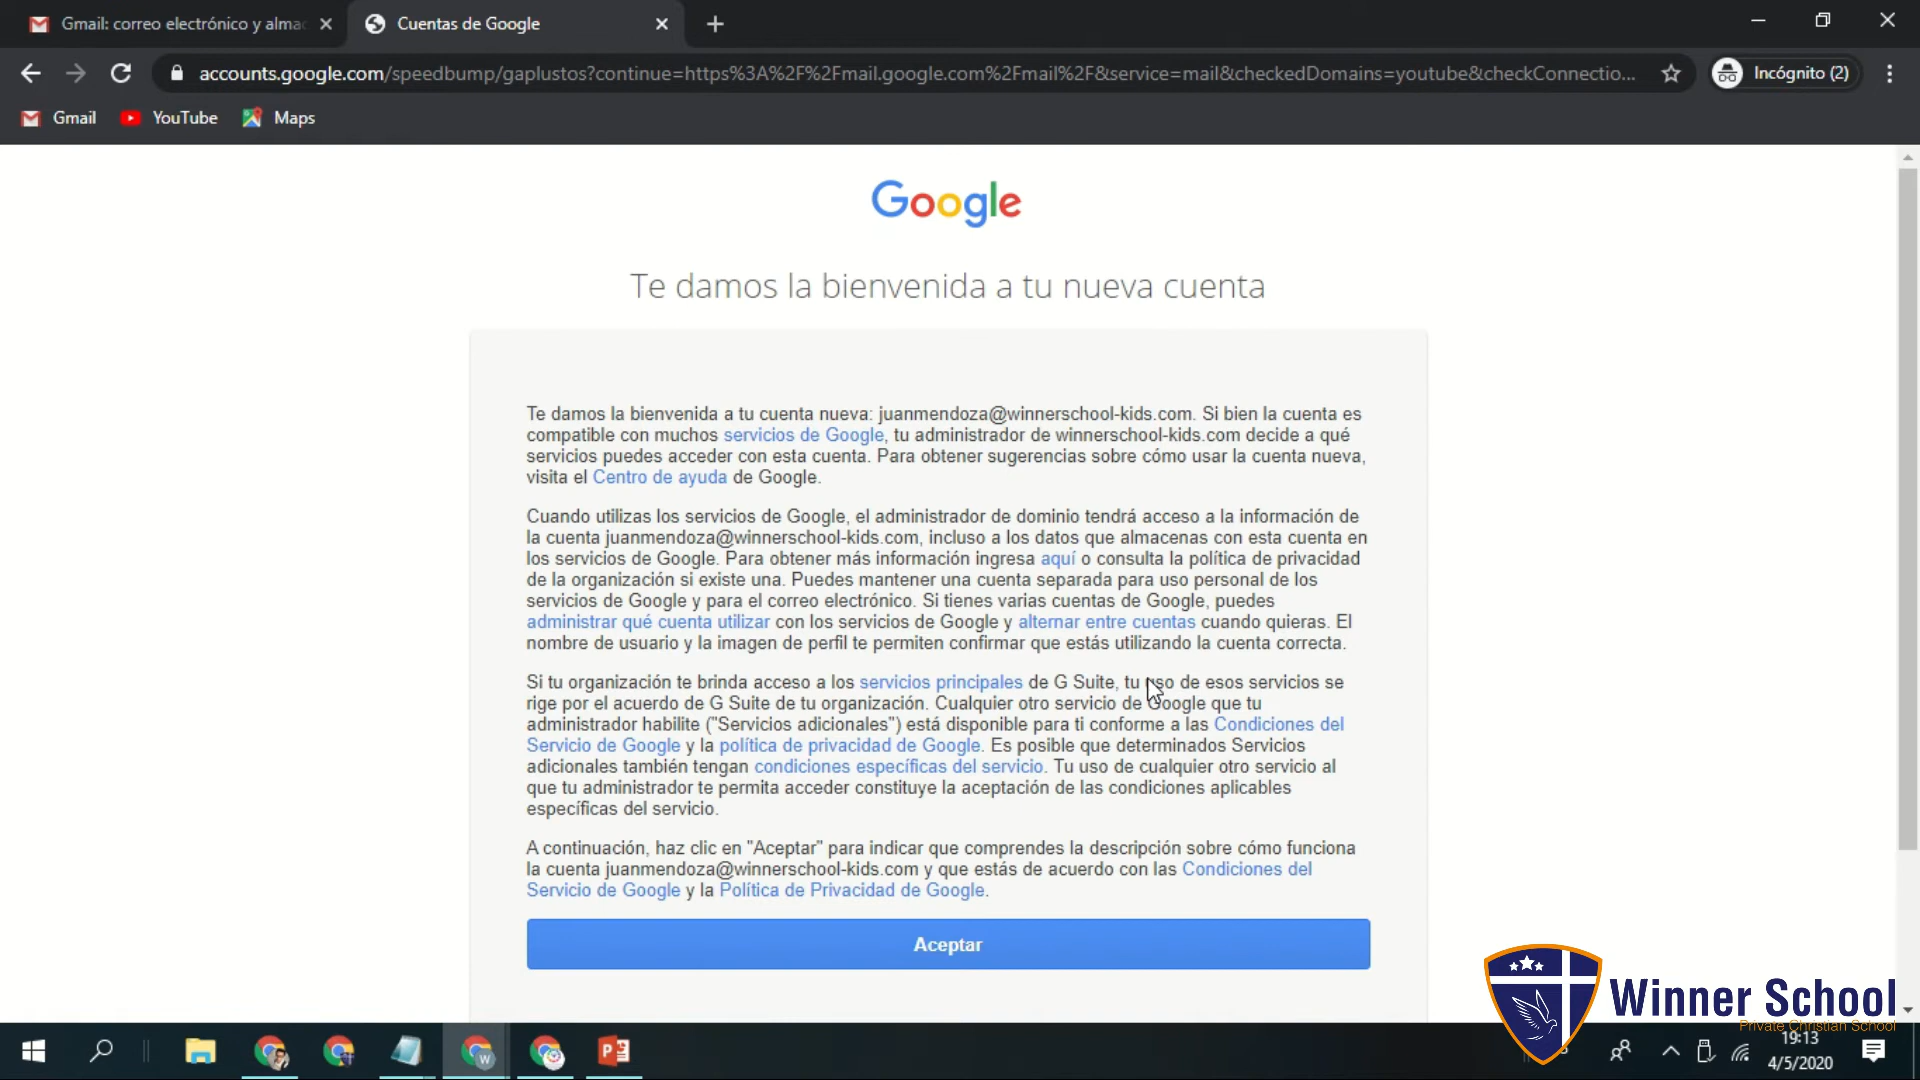 Gmail: correo electrónico y alma
Cuentas de Google
accounts.google.com/speedbump/gaplustos?continue=https%3A%2F%2Fmail.google.com%2Fmail%2F&service=mail&checkedDomains=youtube&checkConnectio...
Incógnito (2)
Gmail
YouTube
Maps
Google
Te damos la bienvenida a tu nueva cuenta
Te damos la bienvenida a tu cuenta nueva: juanmendoza@winnerschool-kids.com. Si bien la cuenta es
compatible con muchos servicios de Google, tu administrador de winnerschool-kids.com decide a qué
servicios puedes acceder con esta cuenta. Para obtener sugerencias sobre cómo usar la cuenta nueva,
visita el Centro de ayuda de Google.
Cuando utilizas los servicios de Google, el administrador de dominio tendrá acceso a la información de
la cuenta juanmendoza@winnerschool-kids.com, incluso a los datos que almacenas con esta cuenta en
los servicios de Google. Para obtener más información ingresa aquí o consulta la política de privacidad
de la organización si existe una. Puedes mantener una cuenta separada para uso personal de los
servicios de Google y para el correo electrónico. Si tienes varias cuentas de Google, puedes
administrar qué cuenta utilizar con los servicios de Google y alternar entre cuentas cuando quieras. El
nombre de usuario y la imagen de perfil te permiten confirmar que estás utilizando la cuenta correcta.
Si tu organización te brinda acceso a los servicios principales de G Suite, tu uso de esos servicios se
rige por el acuerdo de G Suite de tu organización. Cualquier otro servicio de Google que tu
administrador habilite ("Servicios adicionales") está disponible para ti conforme a las Condiciones del
Servicio de Google y la política de privacidad de Google. Es posible que determinados Servicios
adicionales también tengan condiciones específicas del servicio. Tu uso de cualquier otro servicio al
que tu administrador te permita acceder constituye la aceptación de las condiciones aplicables
específicas del servicio.
A continuación, haz clic en "Aceptar" para indicar que comprendes la descripción sobre cómo funciona
la cuenta juanmendoza@winnerschool-kids.com y que estás de acuerdo con las Condiciones del
Servicio de Google y la Política de Privacidad de Google.
Aceptar
Winner School
Private Christian School
19:13
4/5/2020